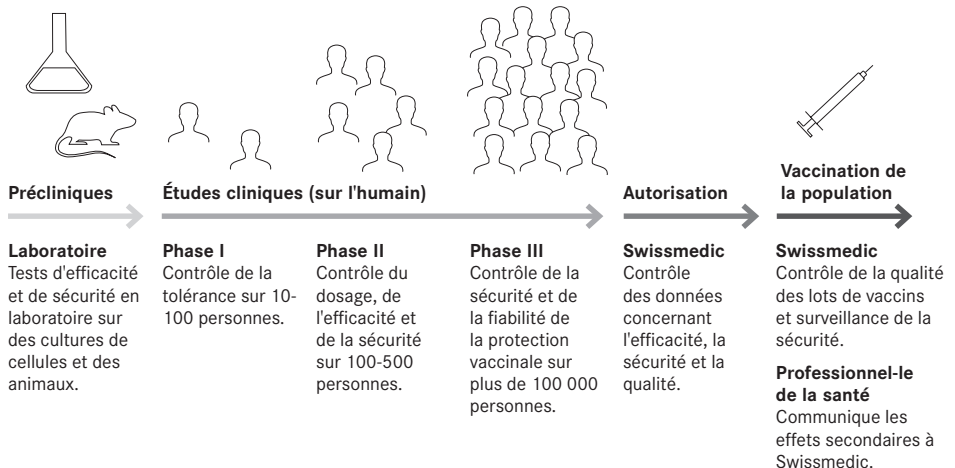 Précliniques
Études cliniques (sur l'humain)
Autorisation
Vaccination de
la population
Laboratoire
Tests d'efficacité
et de sécurité en
laboratoire sur
des cultures de
cellules et des
animaux.
Phase I
Contrôle de la
tolérance sur 10-
100 personnes.
Phase II
Contrôle du
dosage, de
l'efficacité et
de la sécurité
sur 100-500
personnes.
Phase III
Contrôle de la
sécurité et de
la fiabilité de
la protection
vaccinale sur
plus de 100 000
personnes.
Swissmedic
Contrôle
des données
concernant
l'efficacité, la
sécurité et la
qualité.
Swissmedic
Contrôle de la qualité
des lots de vaccins
et surveillance de la
sécurité.
Professionnel-le
de la santé
Communique les
effets secondaires à
Swissmedic.